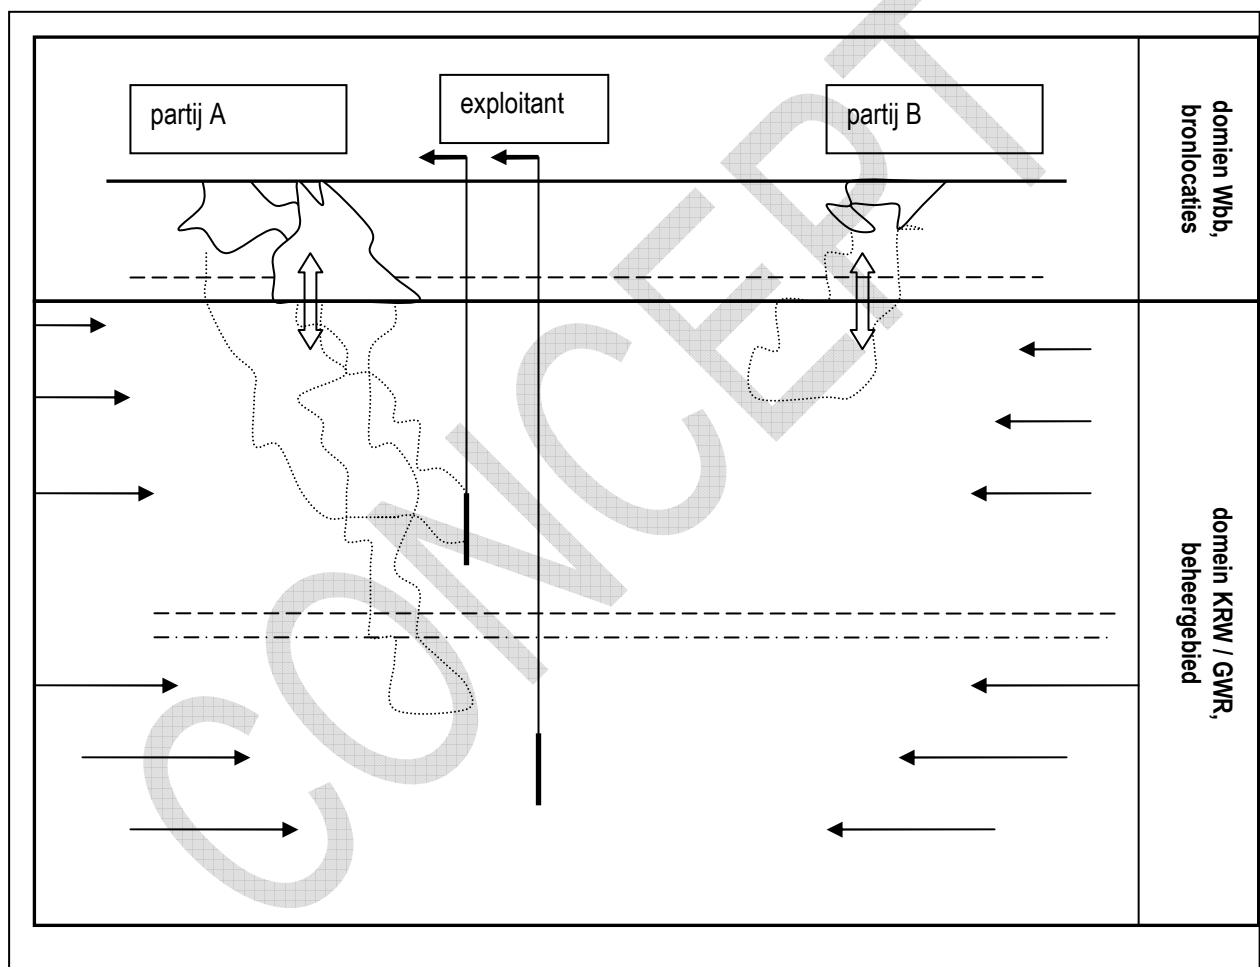 partij A
exploitant
partij B
domien Wbb,
bronlocaties
domein KRW / GWR,
beheergebied
CONCEPT